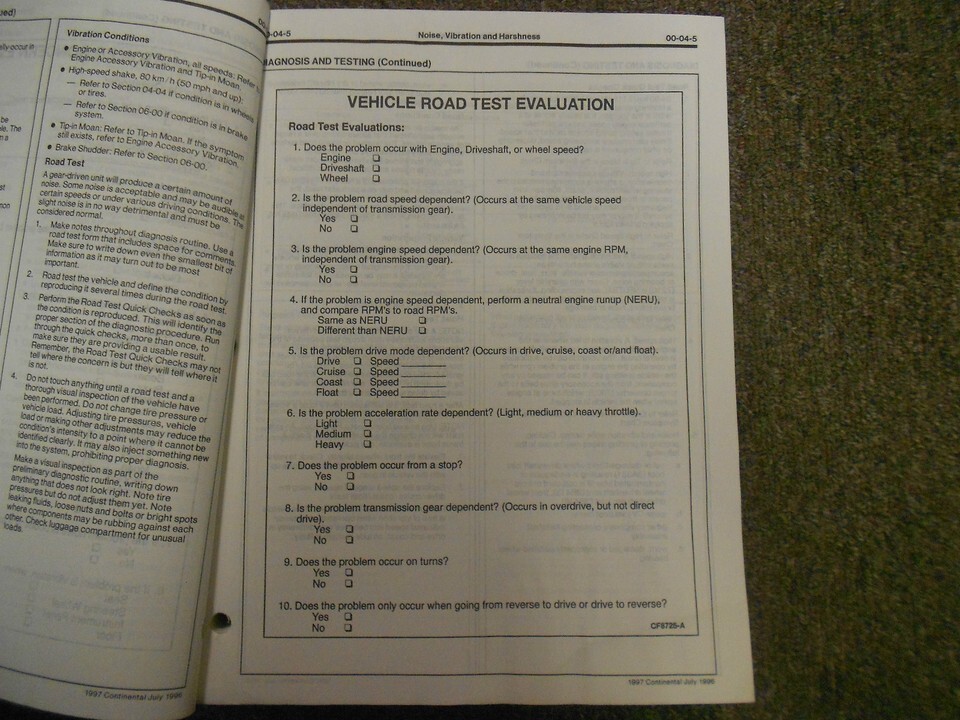 ued)
ally occur in
be
le. The
m a
st
non
Vibration Conditions
● Engine or Accessory Vibration, all speeds: Refer to
Engine Accessory Vibration and Tip-in Moan.
● High-speed shake, 80 km/h (50 mph and up):
— Refer to Section 04-04 if condition is in wheels
or tires.
— Refer to Section 06-00 if condition is in brake
system.
● Tip-in Moan: Refer to Tip-in Moan. If the symptom
still exists, refer to Engine Accessory Vibration.
● Brake Shudder: Refer to Section 06-00.
Road Test
A gear-driven unit will produce a certain amount of
noise. Some noise is acceptable and may be audible at
certain speeds or under various driving conditions. The
slight noise is in no way detrimental and must be
considered normal.
1. Make notes throughout diagnosis routine. Use a
road test form that includes space for comments.
Make sure to write down even the smallest bit of
information as it may turn out to be most
important.
2. Road test the vehicle and define the condition by
reproducing it several times during the road test.
3. Perform the Road Test Quick Checks as soon as
the condition is reproduced. This will identify the
proper section of the diagnostic procedure. Run
through the quick checks, more than once, to
make sure they are providing a usable result.
Remember, the Road Test Quick Checks may not
tell where the concern is but they will tell where it
is not.
4. Do not touch anything until a road test and a
thorough visual inspection of the vehicle have
been performed. Do not change tire pressure or
vehicle load. Adjusting tire pressures, vehicle
load or making other adjustments may reduce the
condition's intensity to a point where it cannot be
identified clearly. It may also inject something new
into the system, prohibiting proper diagnosis.
Make a visual inspection as part of the
preliminary diagnostic routine, writing down
anything that does not look right. Note tire
pressures but do not adjust them yet. Note
leaking fluids, loose nuts and bolts or bright spots
where components may be rubbing against each
other. Check luggage compartment for unusual
loads.
1997 Continental July 1996
0-04-5 Noise, Vibration and Harshness 00-04-5
IAGNOSIS AND TESTING (Continued)
VEHICLE ROAD TEST EVALUATION
Road Test Evaluations:
1. Does the problem occur with Engine, Driveshaft, or wheel speed?
Engine ❏
Driveshaft ❏
Wheel ❏
2. Is the problem road speed dependent? (Occurs at the same vehicle speed
independent of transmission gear).
Yes ❏
No ❏
3. Is the problem engine speed dependent? (Occurs at the same engine RPM,
independent of transmission gear).
Yes ❏
No ❏
4. If the problem is engine speed dependent, perform a neutral engine runup (NERU),
and compare RPM's to road RPM's.
Same as NERU ❏
Different than NERU ❏
5. Is the problem drive mode dependent? (Occurs in drive, cruise, coast or/and float).
Drive ❏ Speed ________
Cruise ❏ Speed ________
Coast ❏ Speed ________
Float ❏ Speed ________
6. Is the problem acceleration rate dependent? (Light, medium or heavy throttle).
Light ❏
Medium ❏
Heavy ❏
7. Does the problem occur from a stop?
Yes ❏
No ❏
8. Is the problem transmission gear dependent? (Occurs in overdrive, but not direct
drive).
Yes ❏
No ❏
9. Does the problem occur on turns?
Yes ❏
No ❏
10. Does the problem only occur when going from reverse to drive or drive to reverse?
Yes ❏
No ❏
CF8725-A
1997 Continental July 1996